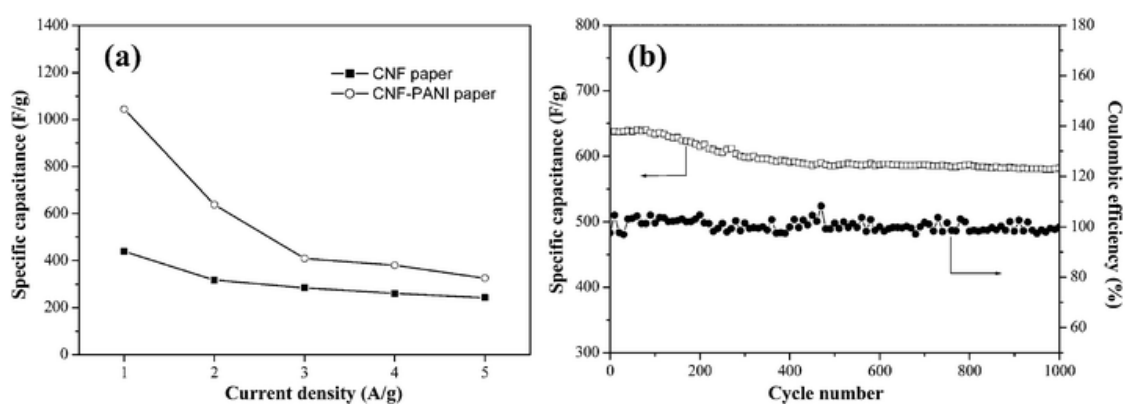 (a)
Specific capacitance (F/g)
1400
1200
1000
800
600
400
200
0
CNF paper
CNF-PANI paper
1 2 3 4 5
Current density (A/g)
(b)
Specific capacitance (F/g)
800
700
600
500
400
300
0 200 400 600 800 1000
Cycle number
180
160
140
120
100
80
60
Coulombic efficiency (%)